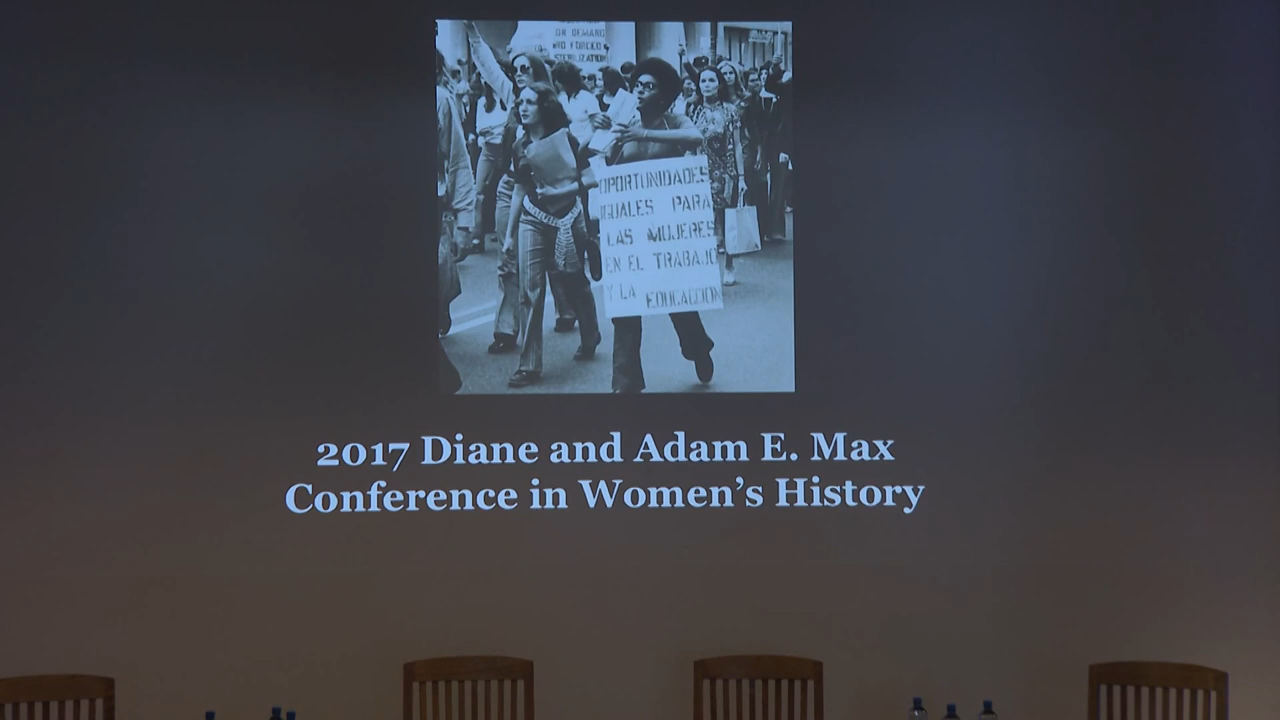 ON DEMAND
NO FORCED
STERILIZATION
OPORTUNIDADES
IGUALES PARA
LAS MUJERES
EN EL TRABAJO
Y LA EDUCACION
2017 Diane and Adam E. Max
Conference in Women’s History